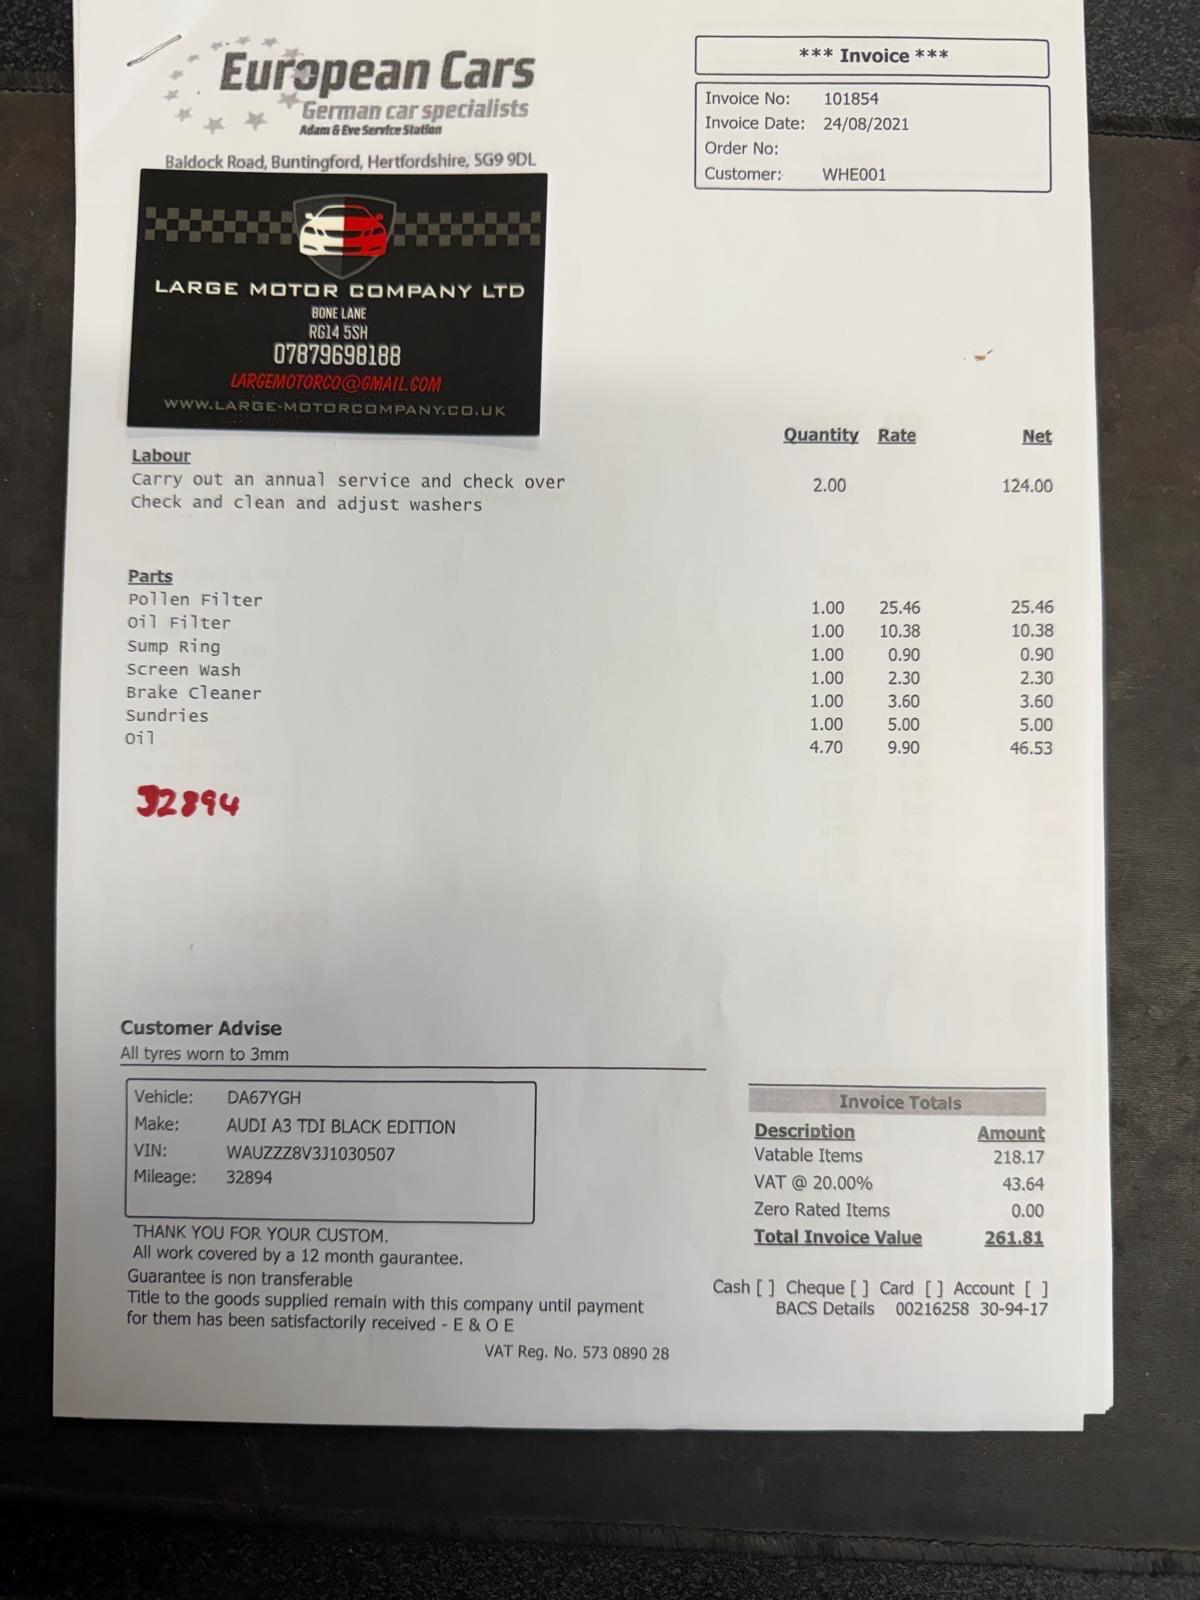 European Cars
German car specialists
Adam & Eve Service Station
Baldock Road, Buntingford, Hertfordshire, SG9 9DL
*** Invoice ***
Invoice No: 101854
Invoice Date: 24/08/2021
Order No:
Customer: WHE001
LARGE MOTOR COMPANY LTD
BONE LANE
RG14 5SH
07879698188
LARGEMOTORCO@GMAIL.COM
WWW.LARGE-MOTORCOMPANY.CO.UK
Quantity Rate Net
Labour
Carry out an annual service and check over 2.00 124.00
Check and clean and adjust washers
Parts
Pollen Filter 1.00 25.46 25.46
Oil Filter 1.00 10.38 10.38
Sump Ring 1.00 0.90 0.90
Screen Wash 1.00 2.30 2.30
Brake Cleaner 1.00 3.60 3.60
Sundries 1.00 5.00 5.00
Oil 4.70 9.90 46.53
32894
Customer Advise
All tyres worn to 3mm
Vehicle: DA67YGH
Make: AUDI A3 TDI BLACK EDITION
VIN: WAUZZZ8V3J1030507
Mileage: 32894
Invoice Totals
Description Amount
Vatable Items 218.17
VAT @ 20.00% 43.64
Zero Rated Items 0.00
Total Invoice Value 261.81
THANK YOU FOR YOUR CUSTOM.
All work covered by a 12 month gaurantee.
Guarantee is non transferable
Title to the goods supplied remain with this company until payment
for them has been satisfactorily received - E & O E
Cash [ ] Cheque [ ] Card [ ] Account [ ]
BACS Details 00216258 30-94-17
VAT Reg. No. 573 0890 28